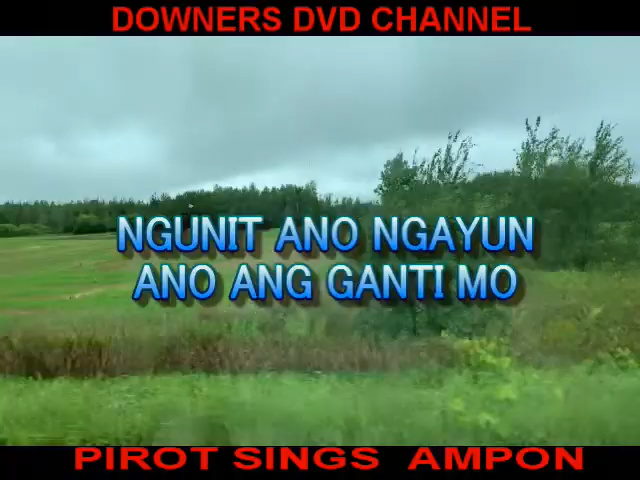 DOWNERS DVD CHANNEL
NGUNIT ANO NGAYUN
ANO ANG GANTI MO
PIROT SINGS AMPON